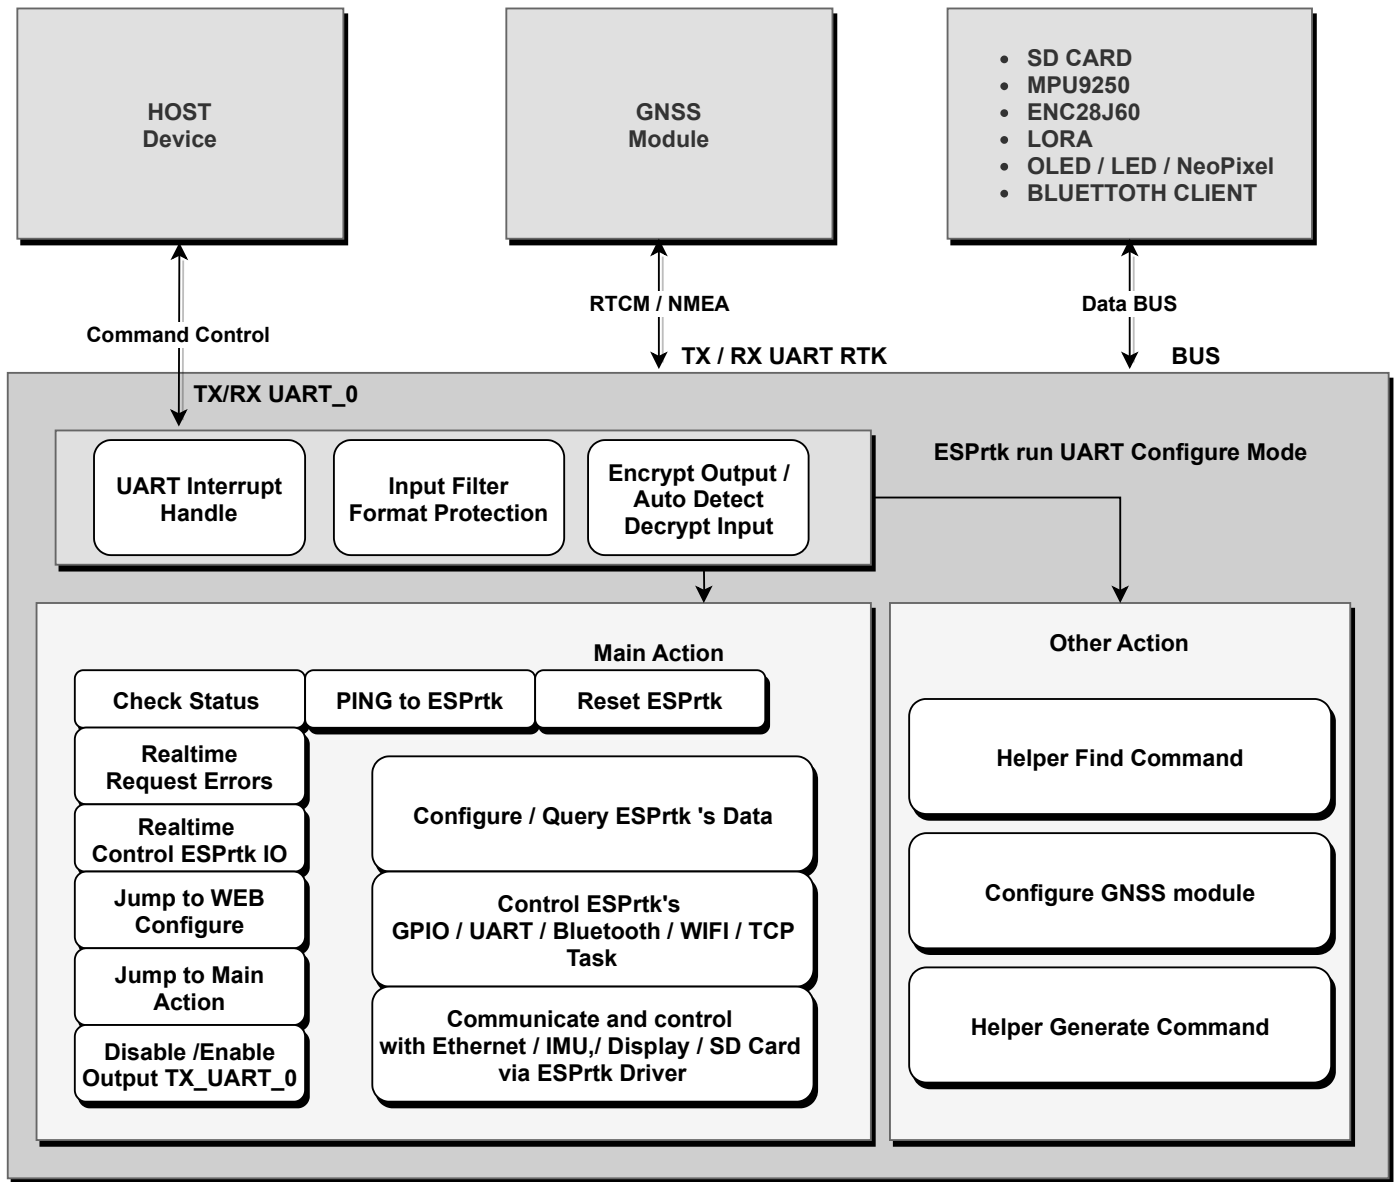 HOST
Device
GNSS
Module
• SD CARD
• MPU9250
• ENC28J60
• LORA
• OLED / LED / NeoPixel
• BLUETTOTH CLIENT
Command Control
RTCM / NMEA
Data BUS
TX/RX UART_0
TX / RX UART RTK
BUS
ESPrtk run UART Configure Mode
UART Interrupt
Handle
Input Filter
Format Protection
Encrypt Output /
Auto Detect
Decrypt Input
Main Action
Check Status
PING to ESPrtk
Reset ESPrtk
Realtime
Request Errors
Realtime
Control ESPrtk IO
Jump to WEB
Configure
Jump to Main
Action
Disable /Enable
Output TX_UART_0
Configure / Query ESPrtk 's Data
Control ESPrtk's
GPIO / UART / Bluetooth / WIFI / TCP
Task
Communicate and control
with Ethernet / IMU,/ Display / SD Card
via ESPrtk Driver
Other Action
Helper Find Command
Configure GNSS module
Helper Generate Command